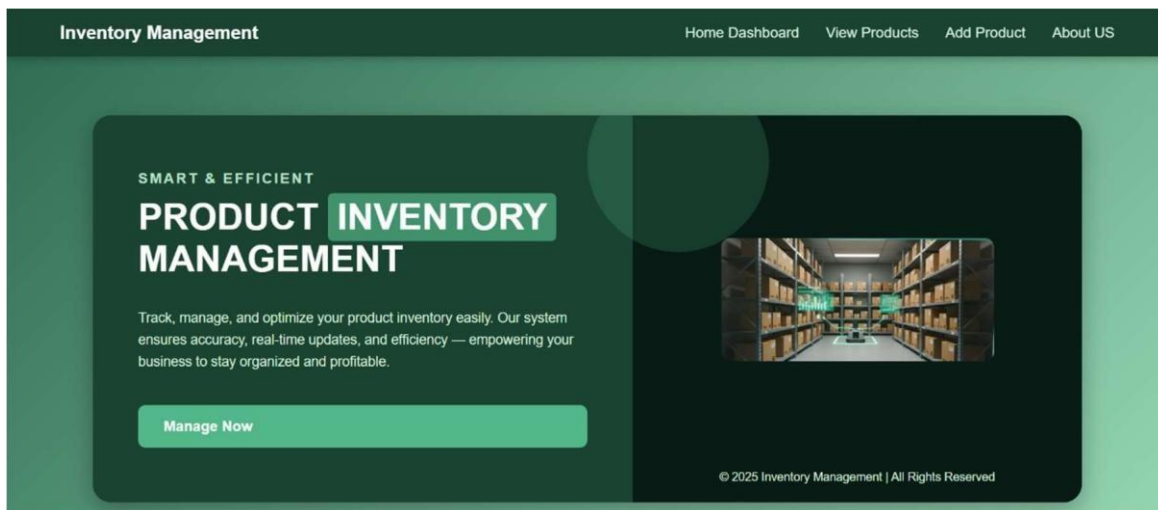 Inventory Management
Home Dashboard View Products Add Product About US
SMART & EFFICIENT
PRODUCT INVENTORY
MANAGEMENT
Track, manage, and optimize your product inventory easily. Our system
ensures accuracy, real-time updates, and efficiency — empowering your
business to stay organized and profitable.
Manage Now
© 2025 Inventory Management | All Rights Reserved